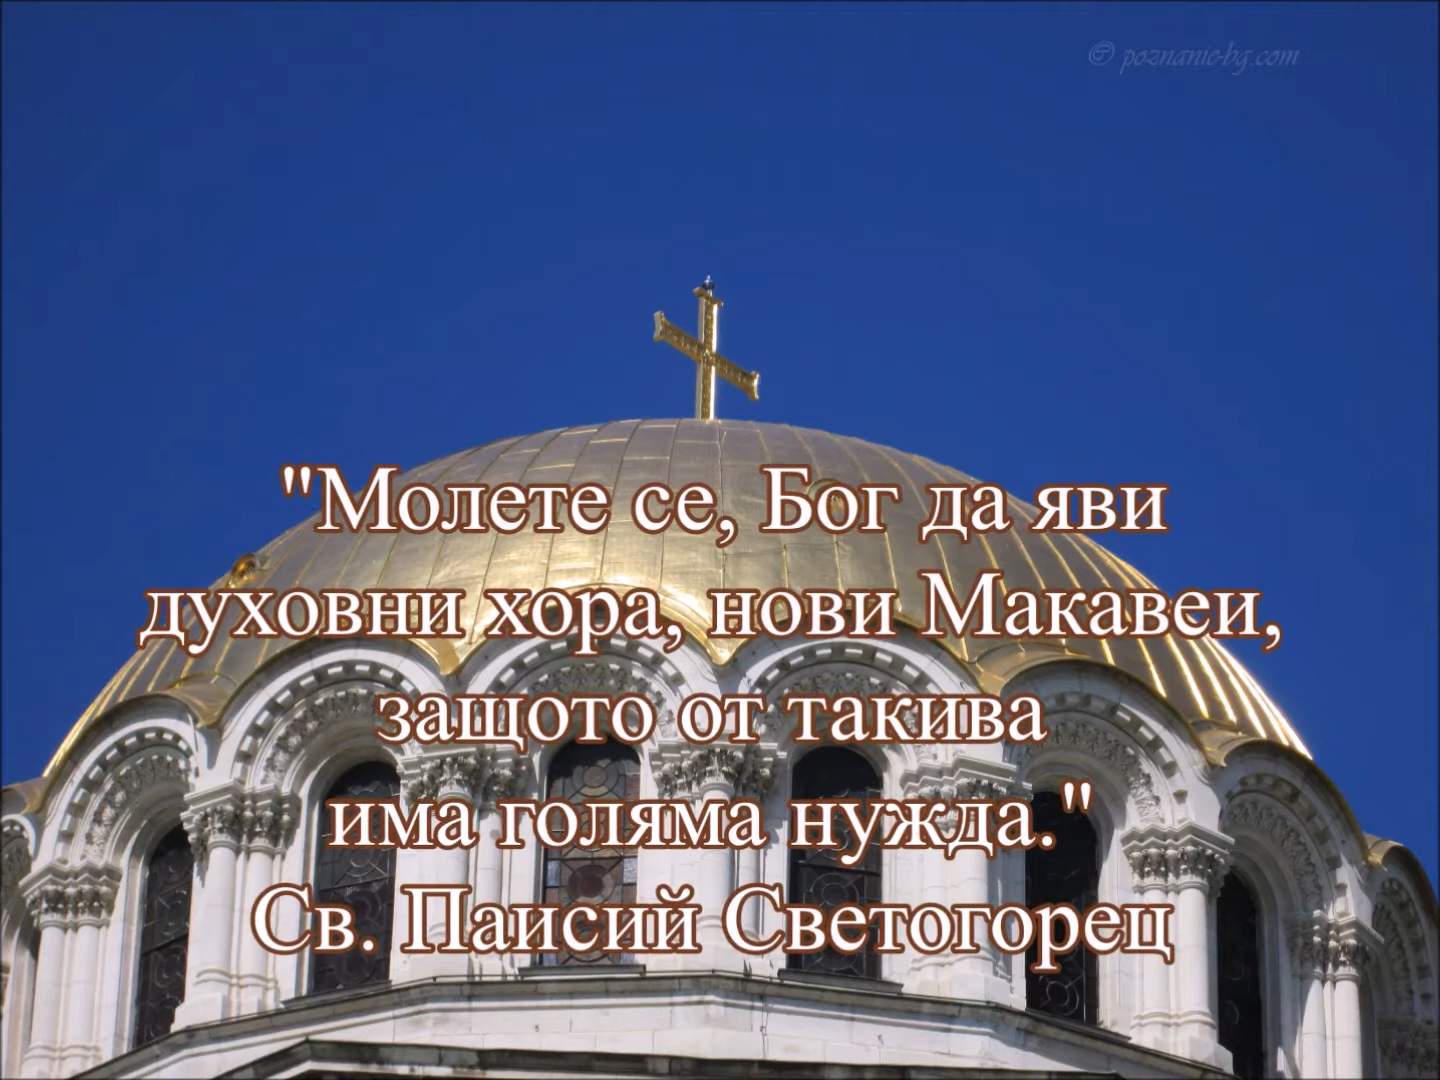 © poznanie-bg.com
"Молете се, Бог да яви
духовни хора, нови Макавеи,
защото от такива
има голяма нужда."
Св. Паисий Светогорец